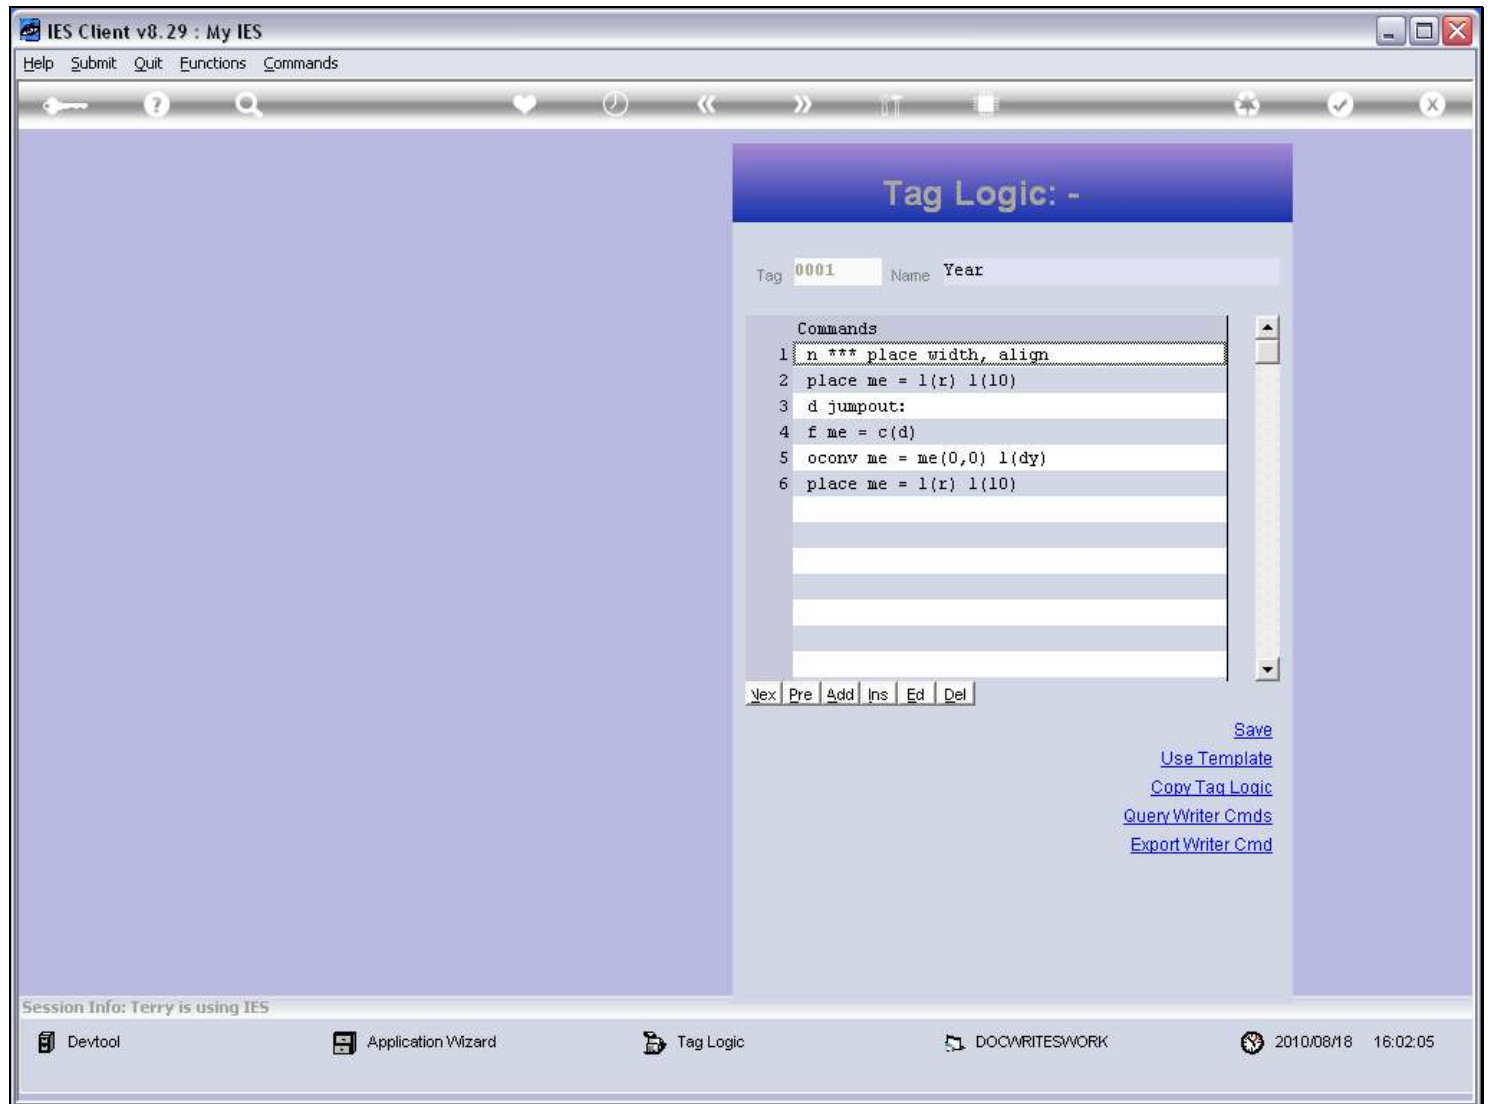 IES Client v8.29 : My IES
Help Submit Quit Functions Commands
Tag Logic: -
Tag 0001 Name Year
Commands
1 n *** place width, align
2 place me = l(r) l(10)
3 d jumpout:
4 f me = c(d)
5 oconv me = me(0,0) l(dy)
6 place me = l(r) l(10)
Nex Pre Add Ins Ed Del
Save
Use Template
Copy Tag Logic
Query Writer Cmds
Export Writer Cmd
Session Info: Terry is using IES
Devtool Application Wizard Tag Logic DOCWRITESWORK 2010/08/18 16:02:05